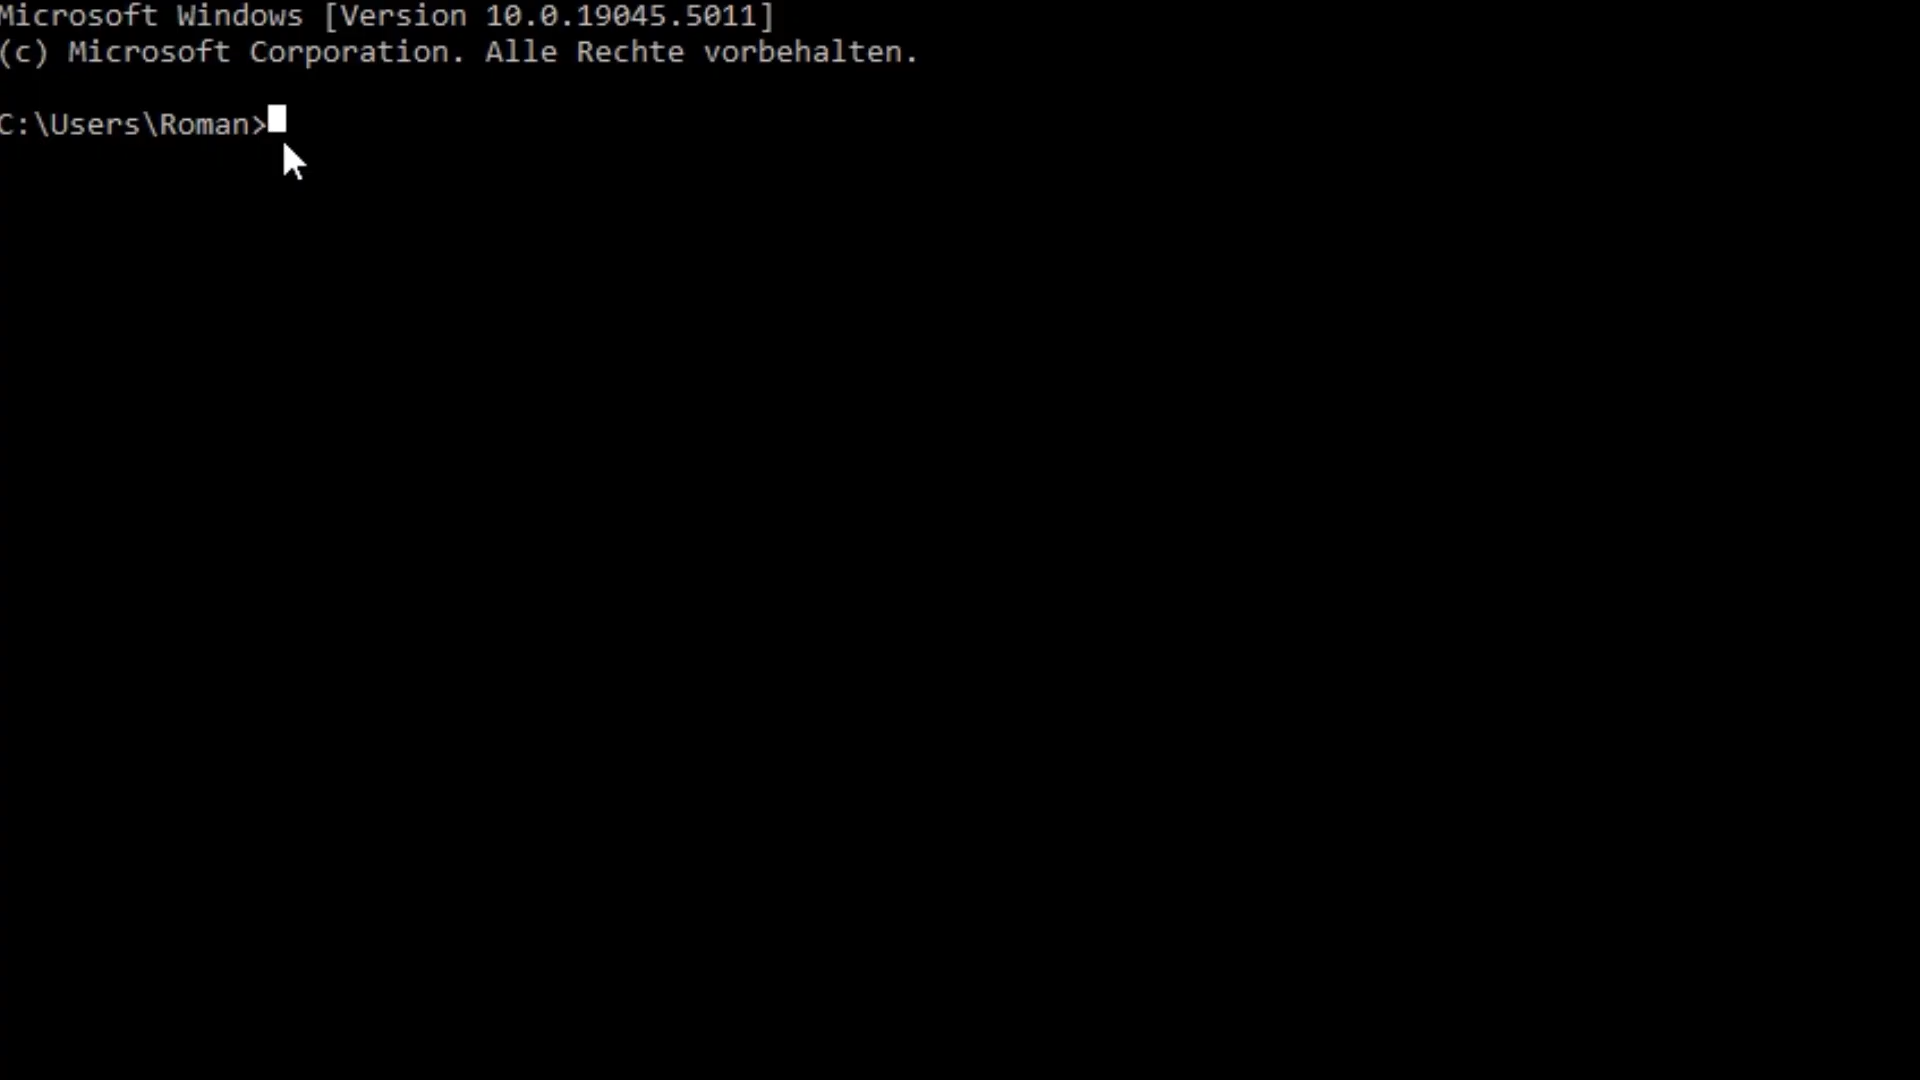 Microsoft Windows [Version 10.0.19045.5011]
(c) Microsoft Corporation. Alle Rechte vorbehalten.
C:\Users\Roman>